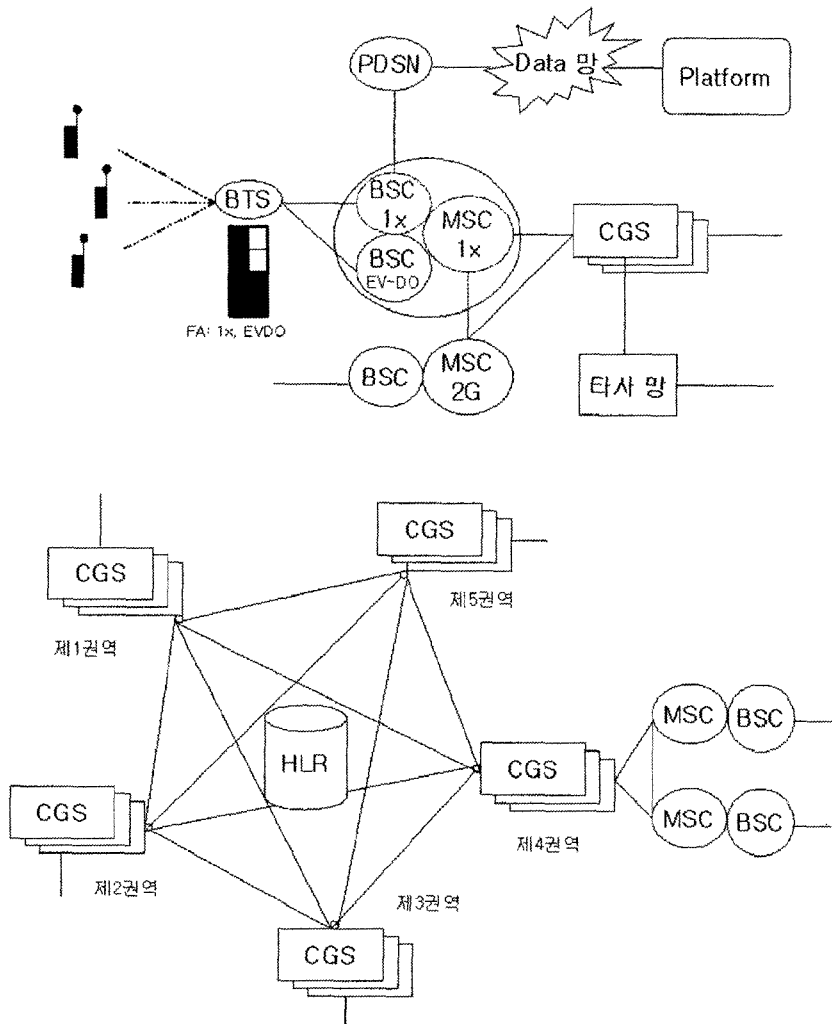 PDSN
Data 망
Platform
BTS
BSC
1x
MSC
1x
BSC
EV-DO
CGS
FA: 1x, EVDO
BSC
MSC
2G
타사 망
CGS
제5권역
CGS
제1권역
HLR
MSC
BSC
CGS
제4권역
MSC
BSC
CGS
제2권역
제3권역
CGS